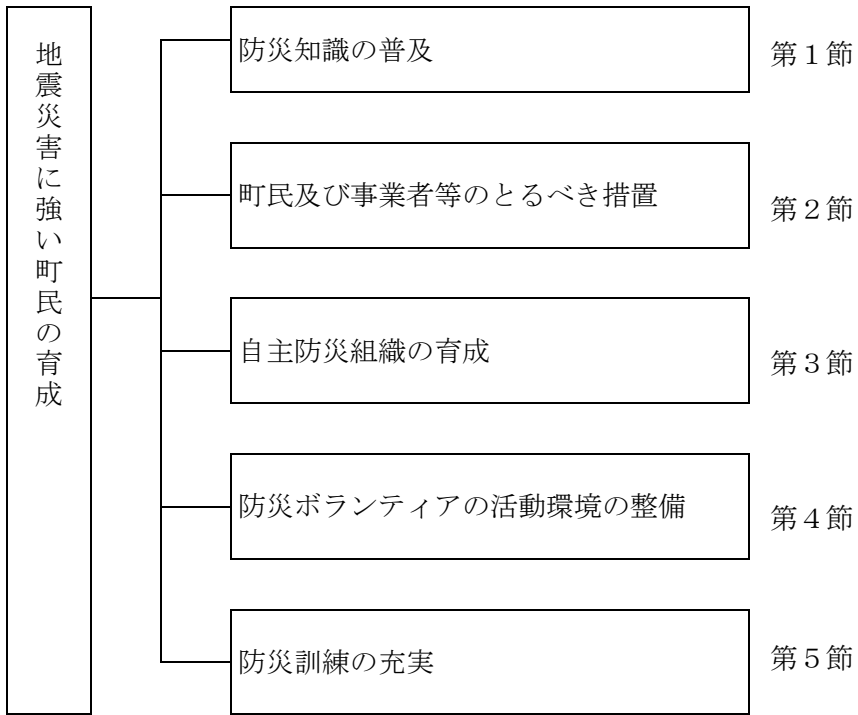 地震災害に強い町民の育成
防災知識の普及
第１節
町民及び事業者等のとるべき措置
第２節
自主防災組織の育成
第３節
防災ボランティアの活動環境の整備
第４節
防災訓練の充実
第５節